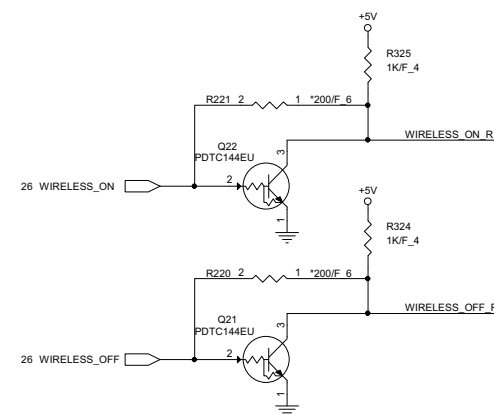 +5V
R325
1K/F_4
R221 2 1 *200/F_6
WIRELESS_ON_R
Q22
PDTC144EU
3
2
26 WIRELESS_ON
1
+5V
R324
1K/F_4
R220 2 1 *200/F_6
WIRELESS_OFF_R
Q21
PDTC144EU
3
2
26 WIRELESS_OFF
1